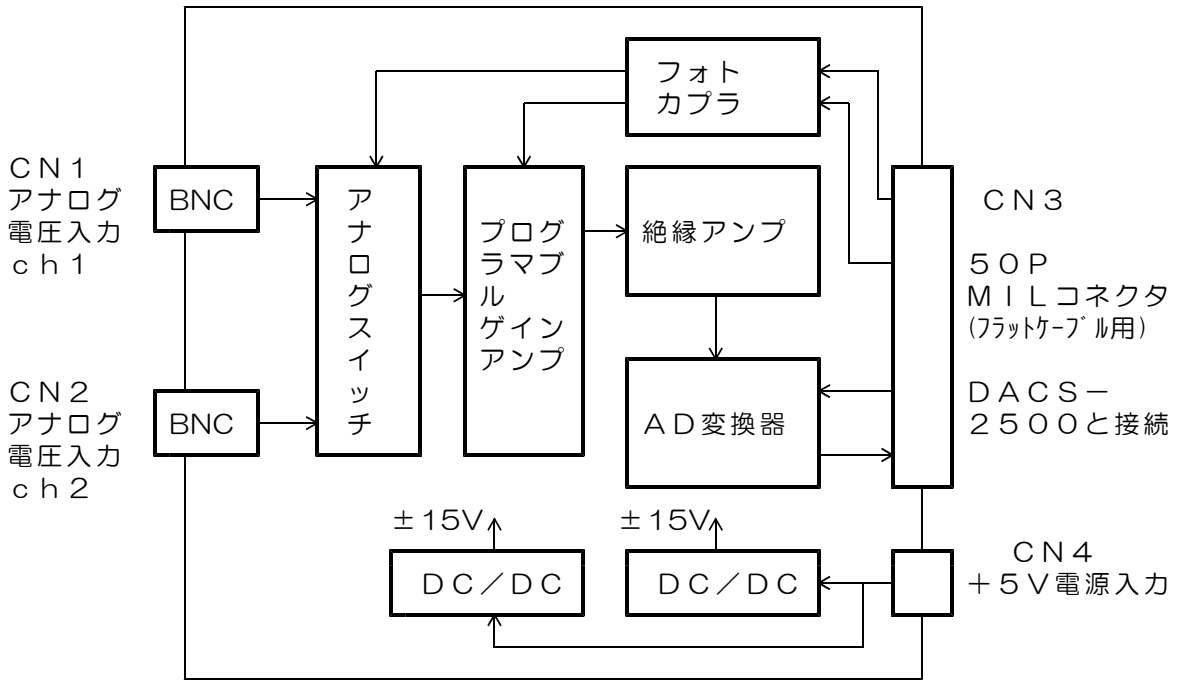 フォト
カプラ
CN1
アナログ
電圧入力
ch1
BNC
アナログスイッチ
プログ
ラマブ
ル
ゲイン
アンプ
絶縁アンプ
CN3
50P
MILコネクタ
(フラットケーブル用)
CN2
アナログ
電圧入力
ch2
BNC
AD変換器
DACS-
2500と接続
±15V
±15V
DC/DC
DC/DC
CN4
+5V電源入力